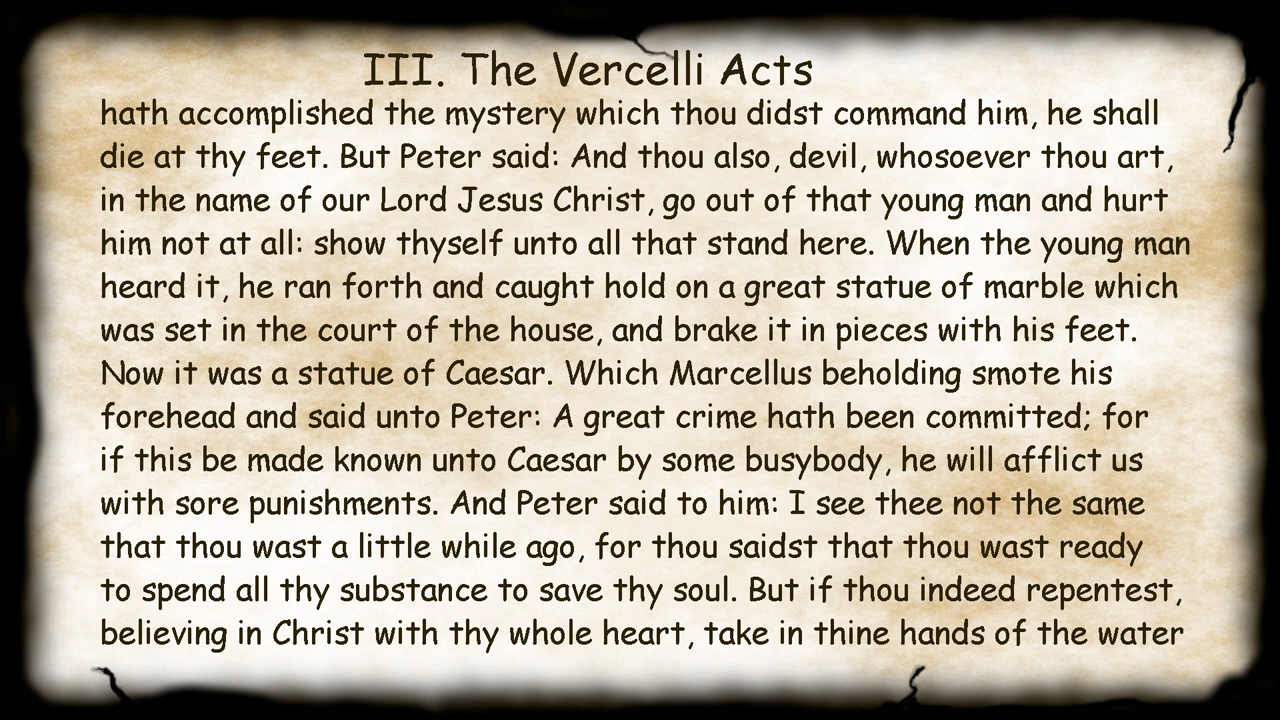 III. The Vercelli Acts
hath accomplished the mystery which thou didst command him, he shall
die at thy feet. But Peter said: And thou also, devil, whosoever thou art,
in the name of our Lord Jesus Christ, go out of that young man and hurt
him not at all: show thyself unto all that stand here. When the young man
heard it, he ran forth and caught hold on a great statue of marble which
was set in the court of the house, and brake it in pieces with his feet.
Now it was a statue of Caesar. Which Marcellus beholding smote his
forehead and said unto Peter: A great crime hath been committed; for
if this be made known unto Caesar by some busybody, he will afflict us
with sore punishments. And Peter said to him: I see thee not the same
that thou wast a little while ago, for thou saidst that thou wast ready
to spend all thy substance to save thy soul. But if thou indeed repentest,
believing in Christ with thy whole heart, take in thine hands of the water